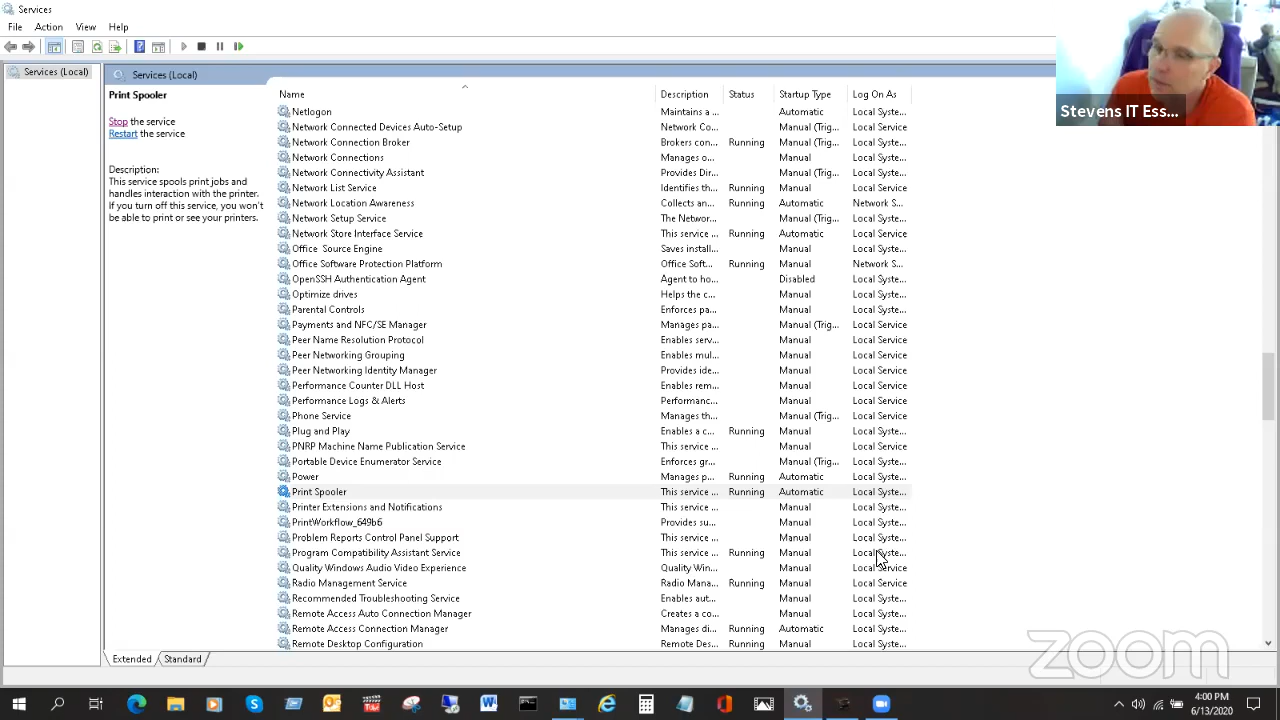 Services
File Action View Help
Services (Local)
Services (Local)
Print Spooler
Stop the service
Restart the service
Description:
This service spools print jobs and
handles interaction with the printer.
If you turn off this service, you won't
be able to print or see your printers.
Name Description Status Startup Type Log On As
Netlogon Maintains a ... Automatic Local Syste...
Network Connected Devices Auto-Setup Network Co... Manual (Trig... Local Service
Network Connection Broker Brokers con... Running Manual (Trig... Local Syste...
Network Connections Manages o... Manual Local Syste...
Network Connectivity Assistant Provides Dir... Manual (Trig... Local Syste...
Network List Service Identifies th... Running Manual Local Service
Network Location Awareness Collects an... Running Automatic Network S...
Network Setup Service The Networ... Manual (Trig... Local Syste...
Network Store Interface Service This service ... Running Automatic Local Service
Office  Source Engine Saves install... Manual Local Syste...
Office Software Protection Platform Office Soft... Running Manual Network S...
OpenSSH Authentication Agent Agent to ho... Disabled Local Syste...
Optimize drives Helps the c... Manual Local Syste...
Parental Controls Enforces pa... Manual Local Syste...
Payments and NFC/SE Manager Manages pa... Manual (Trig... Local Service
Peer Name Resolution Protocol Enables serv... Manual Local Service
Peer Networking Grouping Enables mul... Manual Local Service
Peer Networking Identity Manager Provides ide... Manual Local Service
Performance Counter DLL Host Enables rem... Manual Local Service
Performance Logs & Alerts Performanc... Manual Local Service
Phone Service Manages th... Manual (Trig... Local Service
Plug and Play Enables a c... Running Manual Local Syste...
PNRP Machine Name Publication Service This service ... Manual Local Service
Portable Device Enumerator Service Enforces gr... Manual (Trig... Local Syste...
Power Manages p... Running Automatic Local Syste...
Print Spooler This service ... Running Automatic Local Syste...
Printer Extensions and Notifications This service ... Manual Local Syste...
PrintWorkflow_649b6 Provides su... Manual Local Syste...
Problem Reports Control Panel Support This service ... Manual Local Syste...
Program Compatibility Assistant Service This service ... Running Manual Local Syste...
Quality Windows Audio Video Experience Quality Win... Manual Local Service
Radio Management Service Radio Mana... Running Manual Local Service
Recommended Troubleshooting Service Enables aut... Manual Local Syste...
Remote Access Auto Connection Manager Creates a co... Manual Local Syste...
Remote Access Connection Manager Manages di... Running Automatic Local Syste...
Remote Desktop Configuration Remote Des... Running Manual Local Syste...
Extended Standard
Stevens IT Ess...
zoom
4:00 PM
6/13/2020